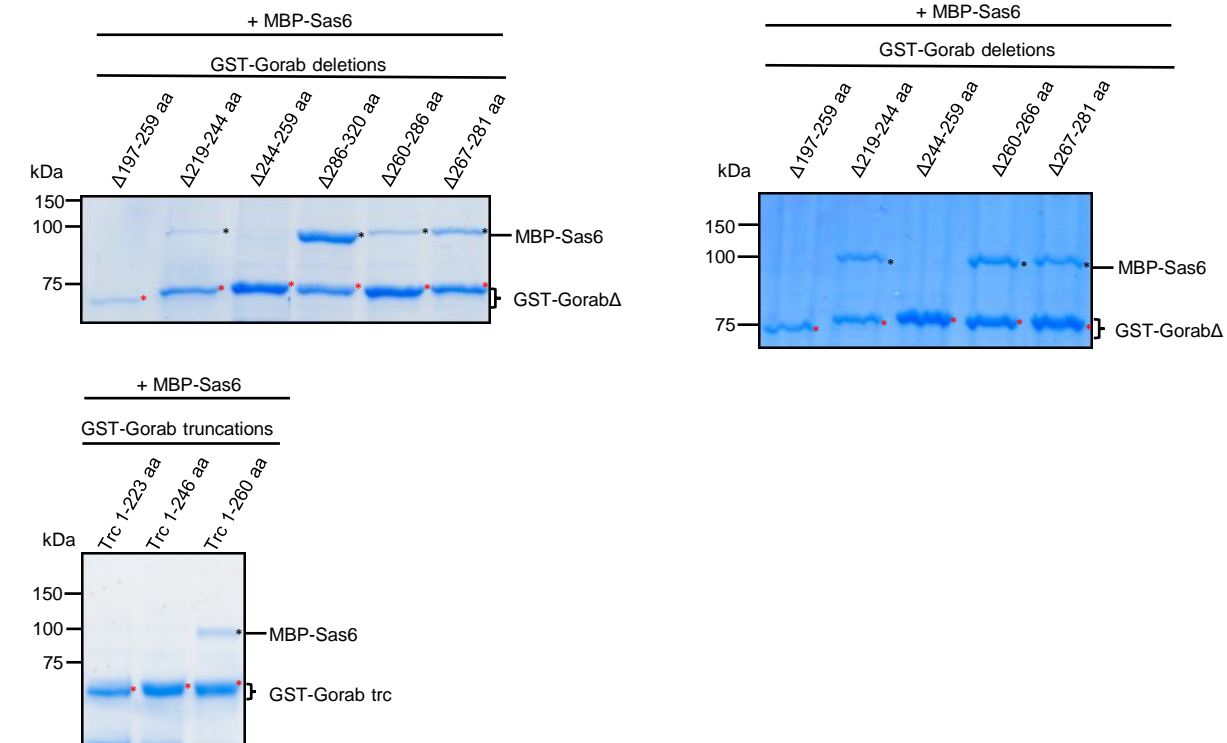 + MBP-Sas6
GST-Gorab deletions
Δ197-259 aa
Δ219-244 aa
Δ244-259 aa
Δ286-320 aa
Δ260-286 aa
Δ267-281 aa
kDa
150
100
75
* * * * * * * * * *
MBP-Sas6
GST-GorabΔ
+ MBP-Sas6
GST-Gorab deletions
Δ197-259 aa
Δ219-244 aa
Δ244-259 aa
Δ260-266 aa
Δ267-281 aa
kDa
150
100
75
* * * * * * * *
MBP-Sas6
GST-GorabΔ
+ MBP-Sas6
GST-Gorab truncations
Trc 1-223 aa
Trc 1-246 aa
Trc 1-260 aa
kDa
150
100
75
* * * *
MBP-Sas6
GST-Gorab trc